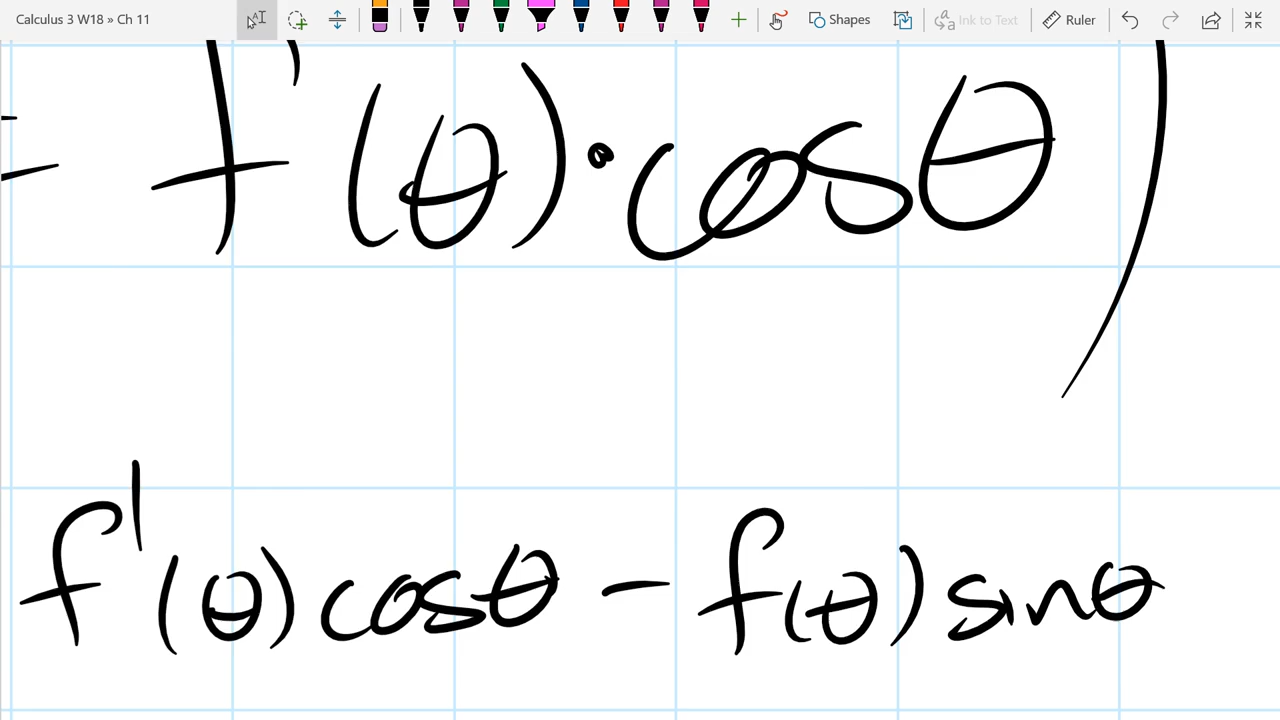 Calculus 3 W18 » Ch 11
Shapes
Ink to Text
Ruler
= f(θ)·cosθ)
f'(θ)cosθ − f(θ)sinθ